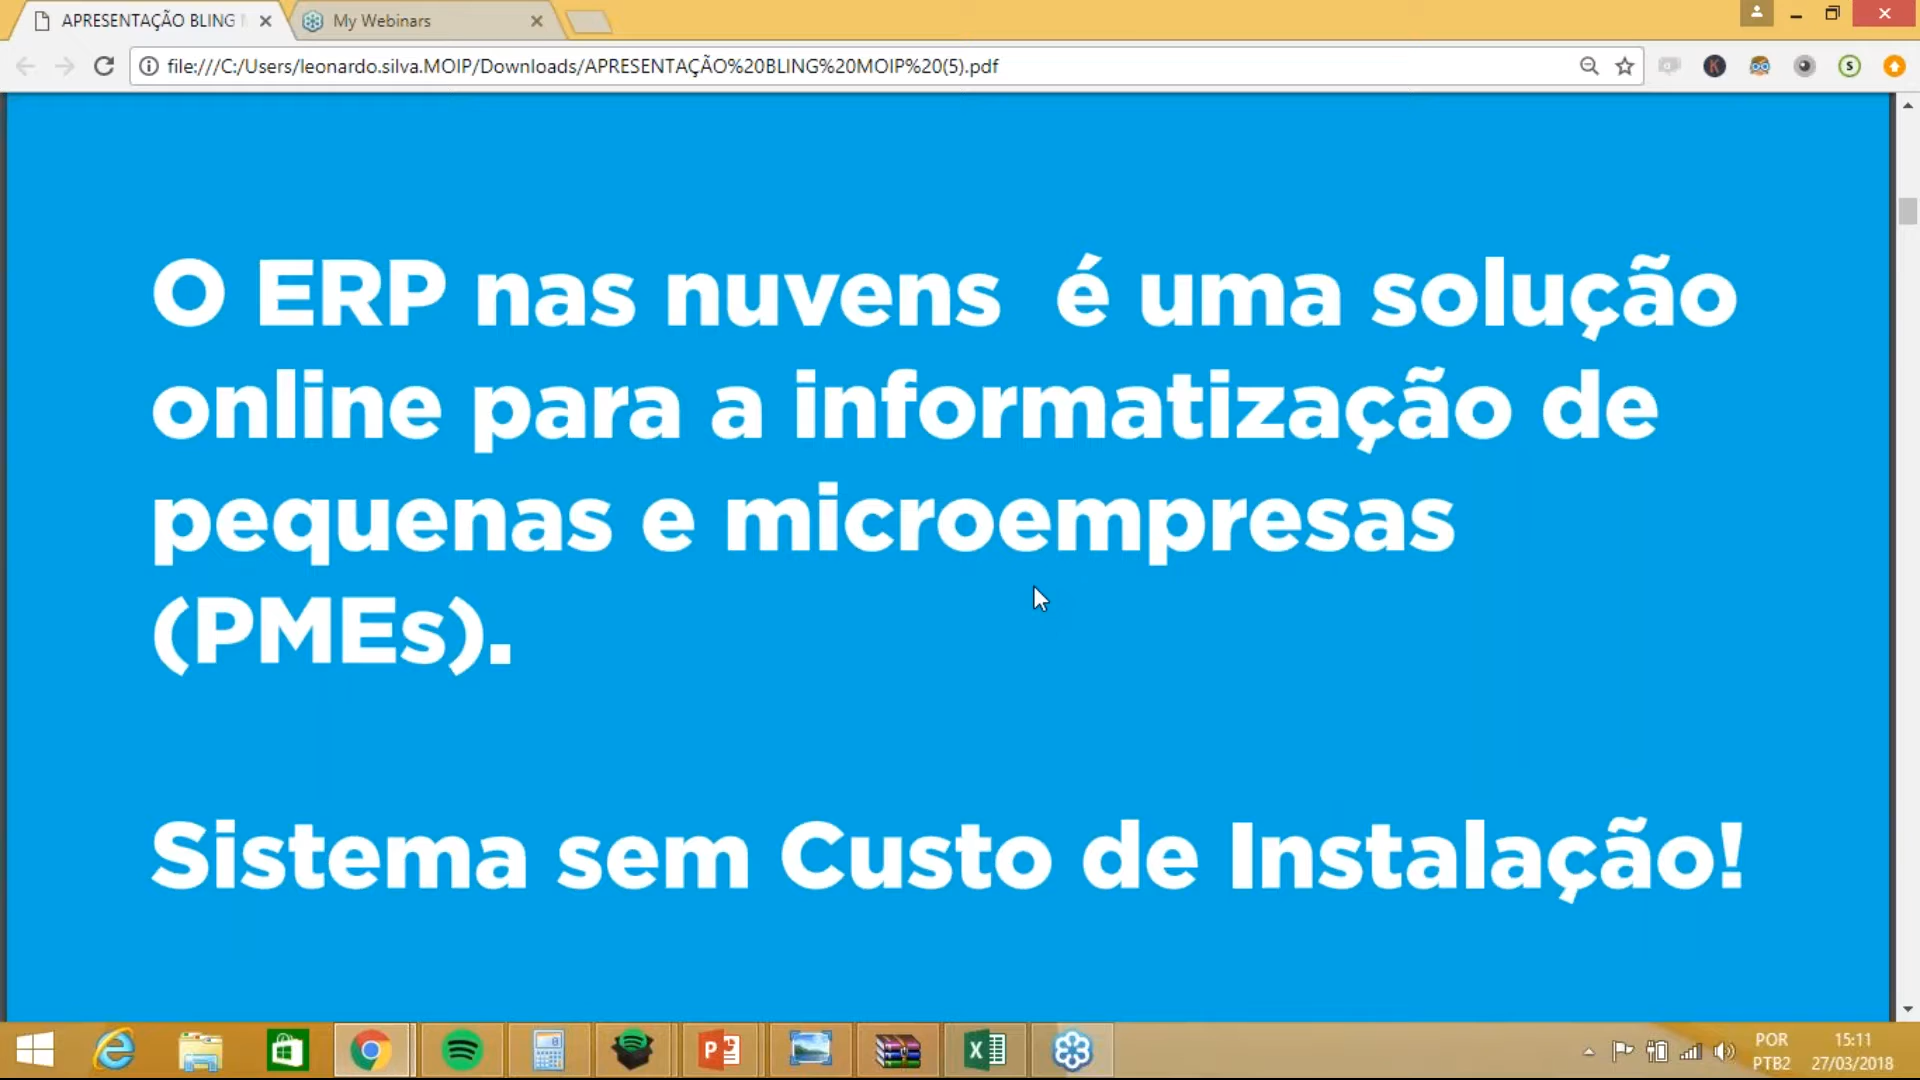 APRESENTAÇÃO BLING
My Webinars
file:///C:/Users/leonardo.silva.MOIP/Downloads/APRESENTAÇÃO%20BLING%20MOIP%20(5).pdf
O ERP nas nuvens é uma solução
online para a informatização de
pequenas e microempresas
(PMEs).
Sistema sem Custo de Instalação!
POR
PTB2
15:11
27/03/2018